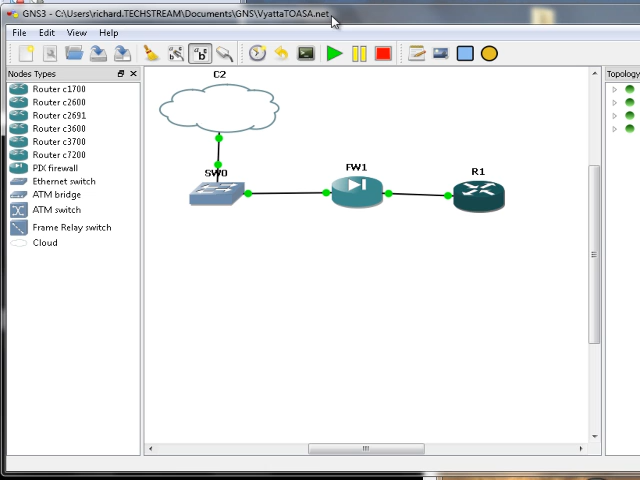 GNS3 - C:\Users\richard.TECHSTREAM\Documents\GNS\VyattaTOASA.net
File Edit View Help
Nodes Types
Router c1700
Router c2600
Router c2691
Router c3600
Router c3700
Router c7200
PIX firewall
Ethernet switch
ATM bridge
ATM switch
Frame Relay switch
Cloud
C2
SW0
FW1
R1
Topology